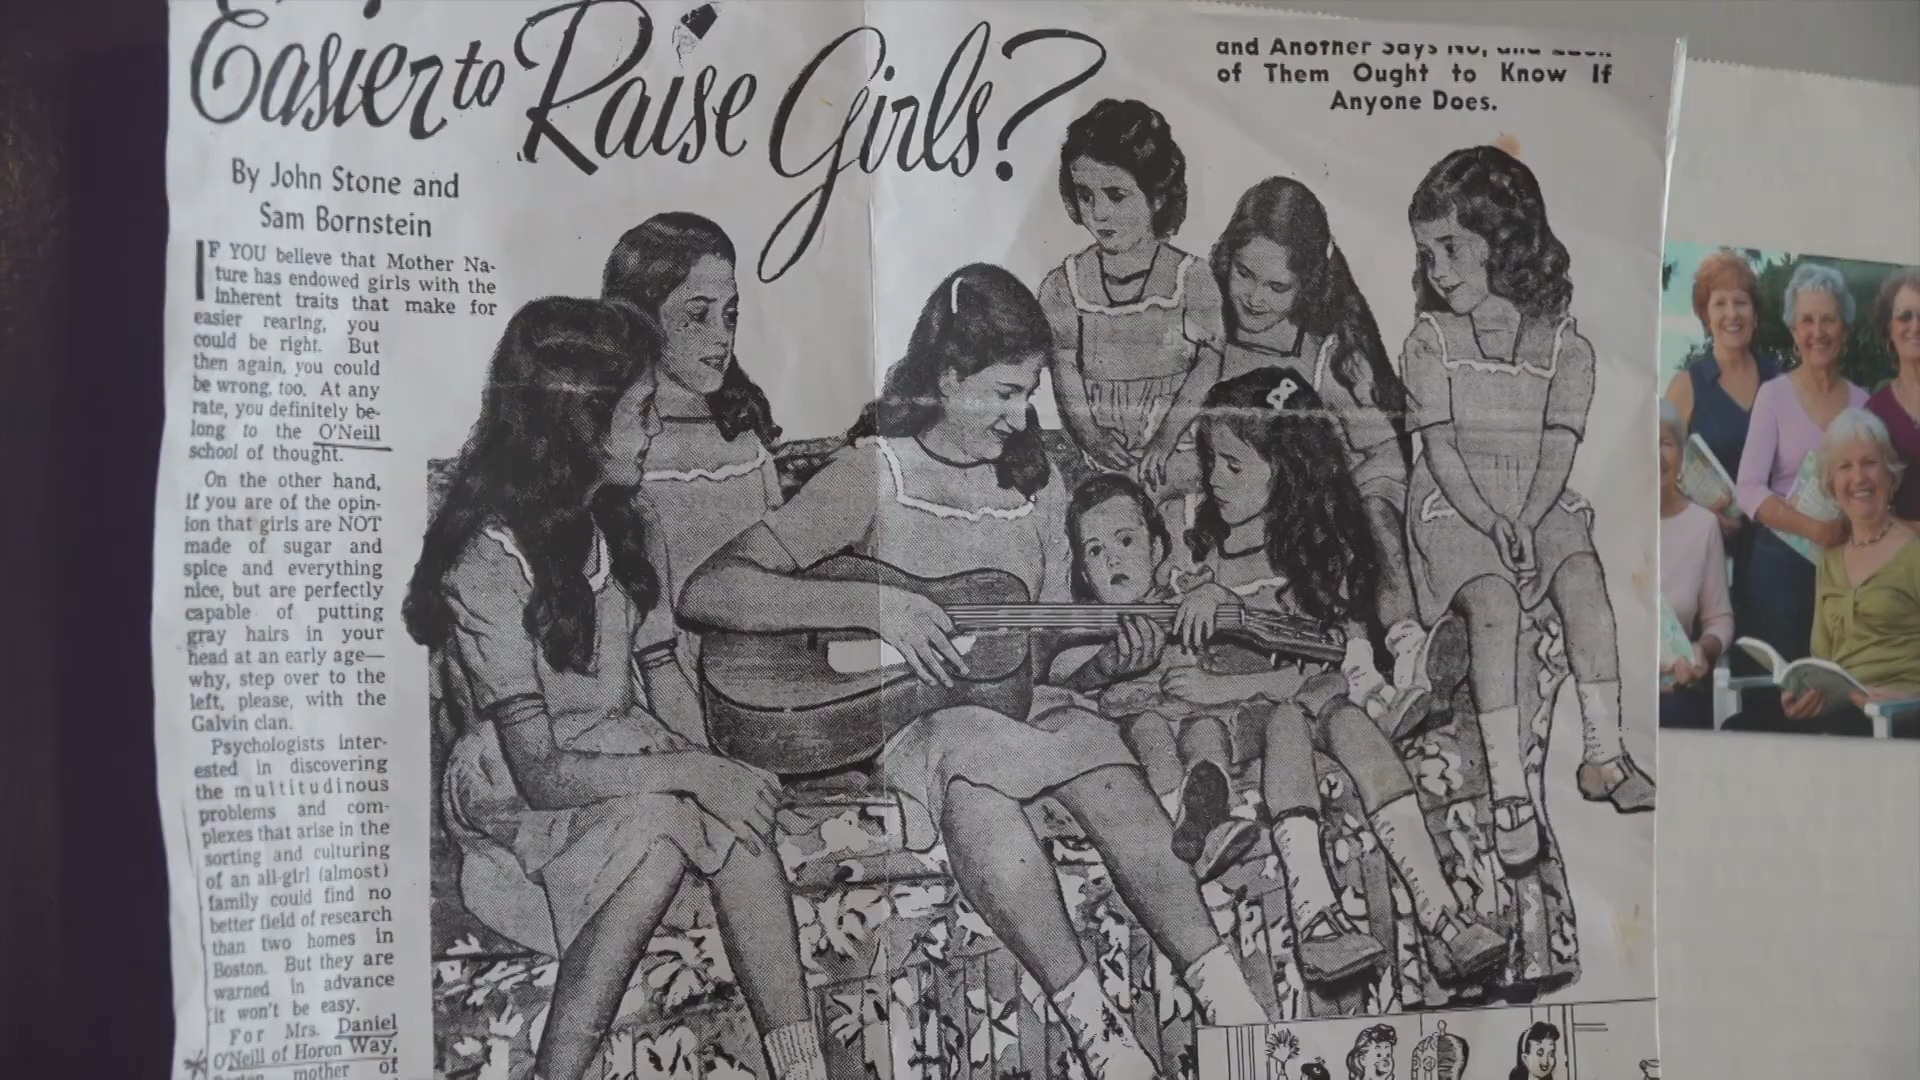 Easier to Raise Girls?
and Another Says No, and
of Them Ought to Know If
Anyone Does.
By John Stone and
Sam Bornstein
IF YOU believe that Mother Na-
ture has endowed girls with the
inherent traits that make for
easier rearing, you
could be right. But
then again, you could
be wrong, too. At any
rate, you definitely be-
long to the O'Neill
school of thought.
On the other hand,
if you are of the opin-
ion that girls are NOT
made of sugar and
spice and everything
nice, but are perfectly
capable of putting
gray hairs in your
head at an early age—
why, step over to the
left, please, with the
Galvin clan.
Psychologists inter-
ested in discovering
the multitudinous
problems and com-
plexes that arise in the
sorting and culturing
of an all-girl (almost)
family could find no
better field of research
than two homes in
Boston. But they are
warned in advance
it won't be easy.
For Mrs. Daniel
O'Neill of Horon Way,
mother of